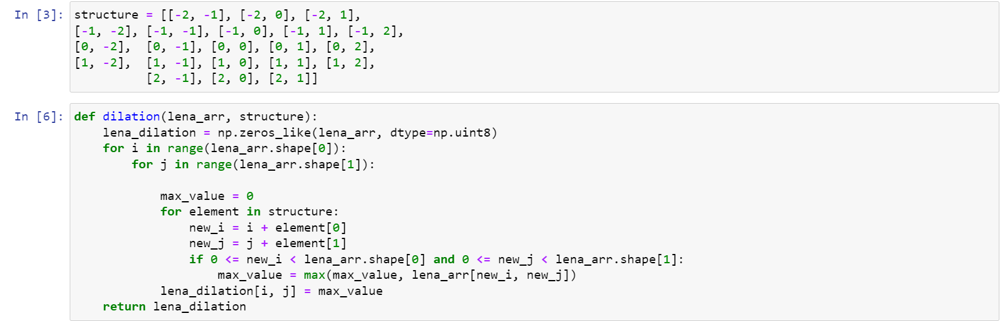 In [3]: structure = [[-2, -1], [-2, 0], [-2, 1],
[-1, -2], [-1, -1], [-1, 0], [-1, 1], [-1, 2],
[0, -2],  [0, -1], [0, 0], [0, 1], [0, 2],
[1, -2],  [1, -1], [1, 0], [1, 1], [1, 2],
          [2, -1], [2, 0], [2, 1]]
In [6]: def dilation(lena_arr, structure):
    lena_dilation = np.zeros_like(lena_arr, dtype=np.uint8)
    for i in range(lena_arr.shape[0]):
        for j in range(lena_arr.shape[1]):
            max_value = 0
            for element in structure:
                new_i = i + element[0]
                new_j = j + element[1]
                if 0 <= new_i < lena_arr.shape[0] and 0 <= new_j < lena_arr.shape[1]:
                    max_value = max(max_value, lena_arr[new_i, new_j])
            lena_dilation[i, j] = max_value
    return lena_dilation